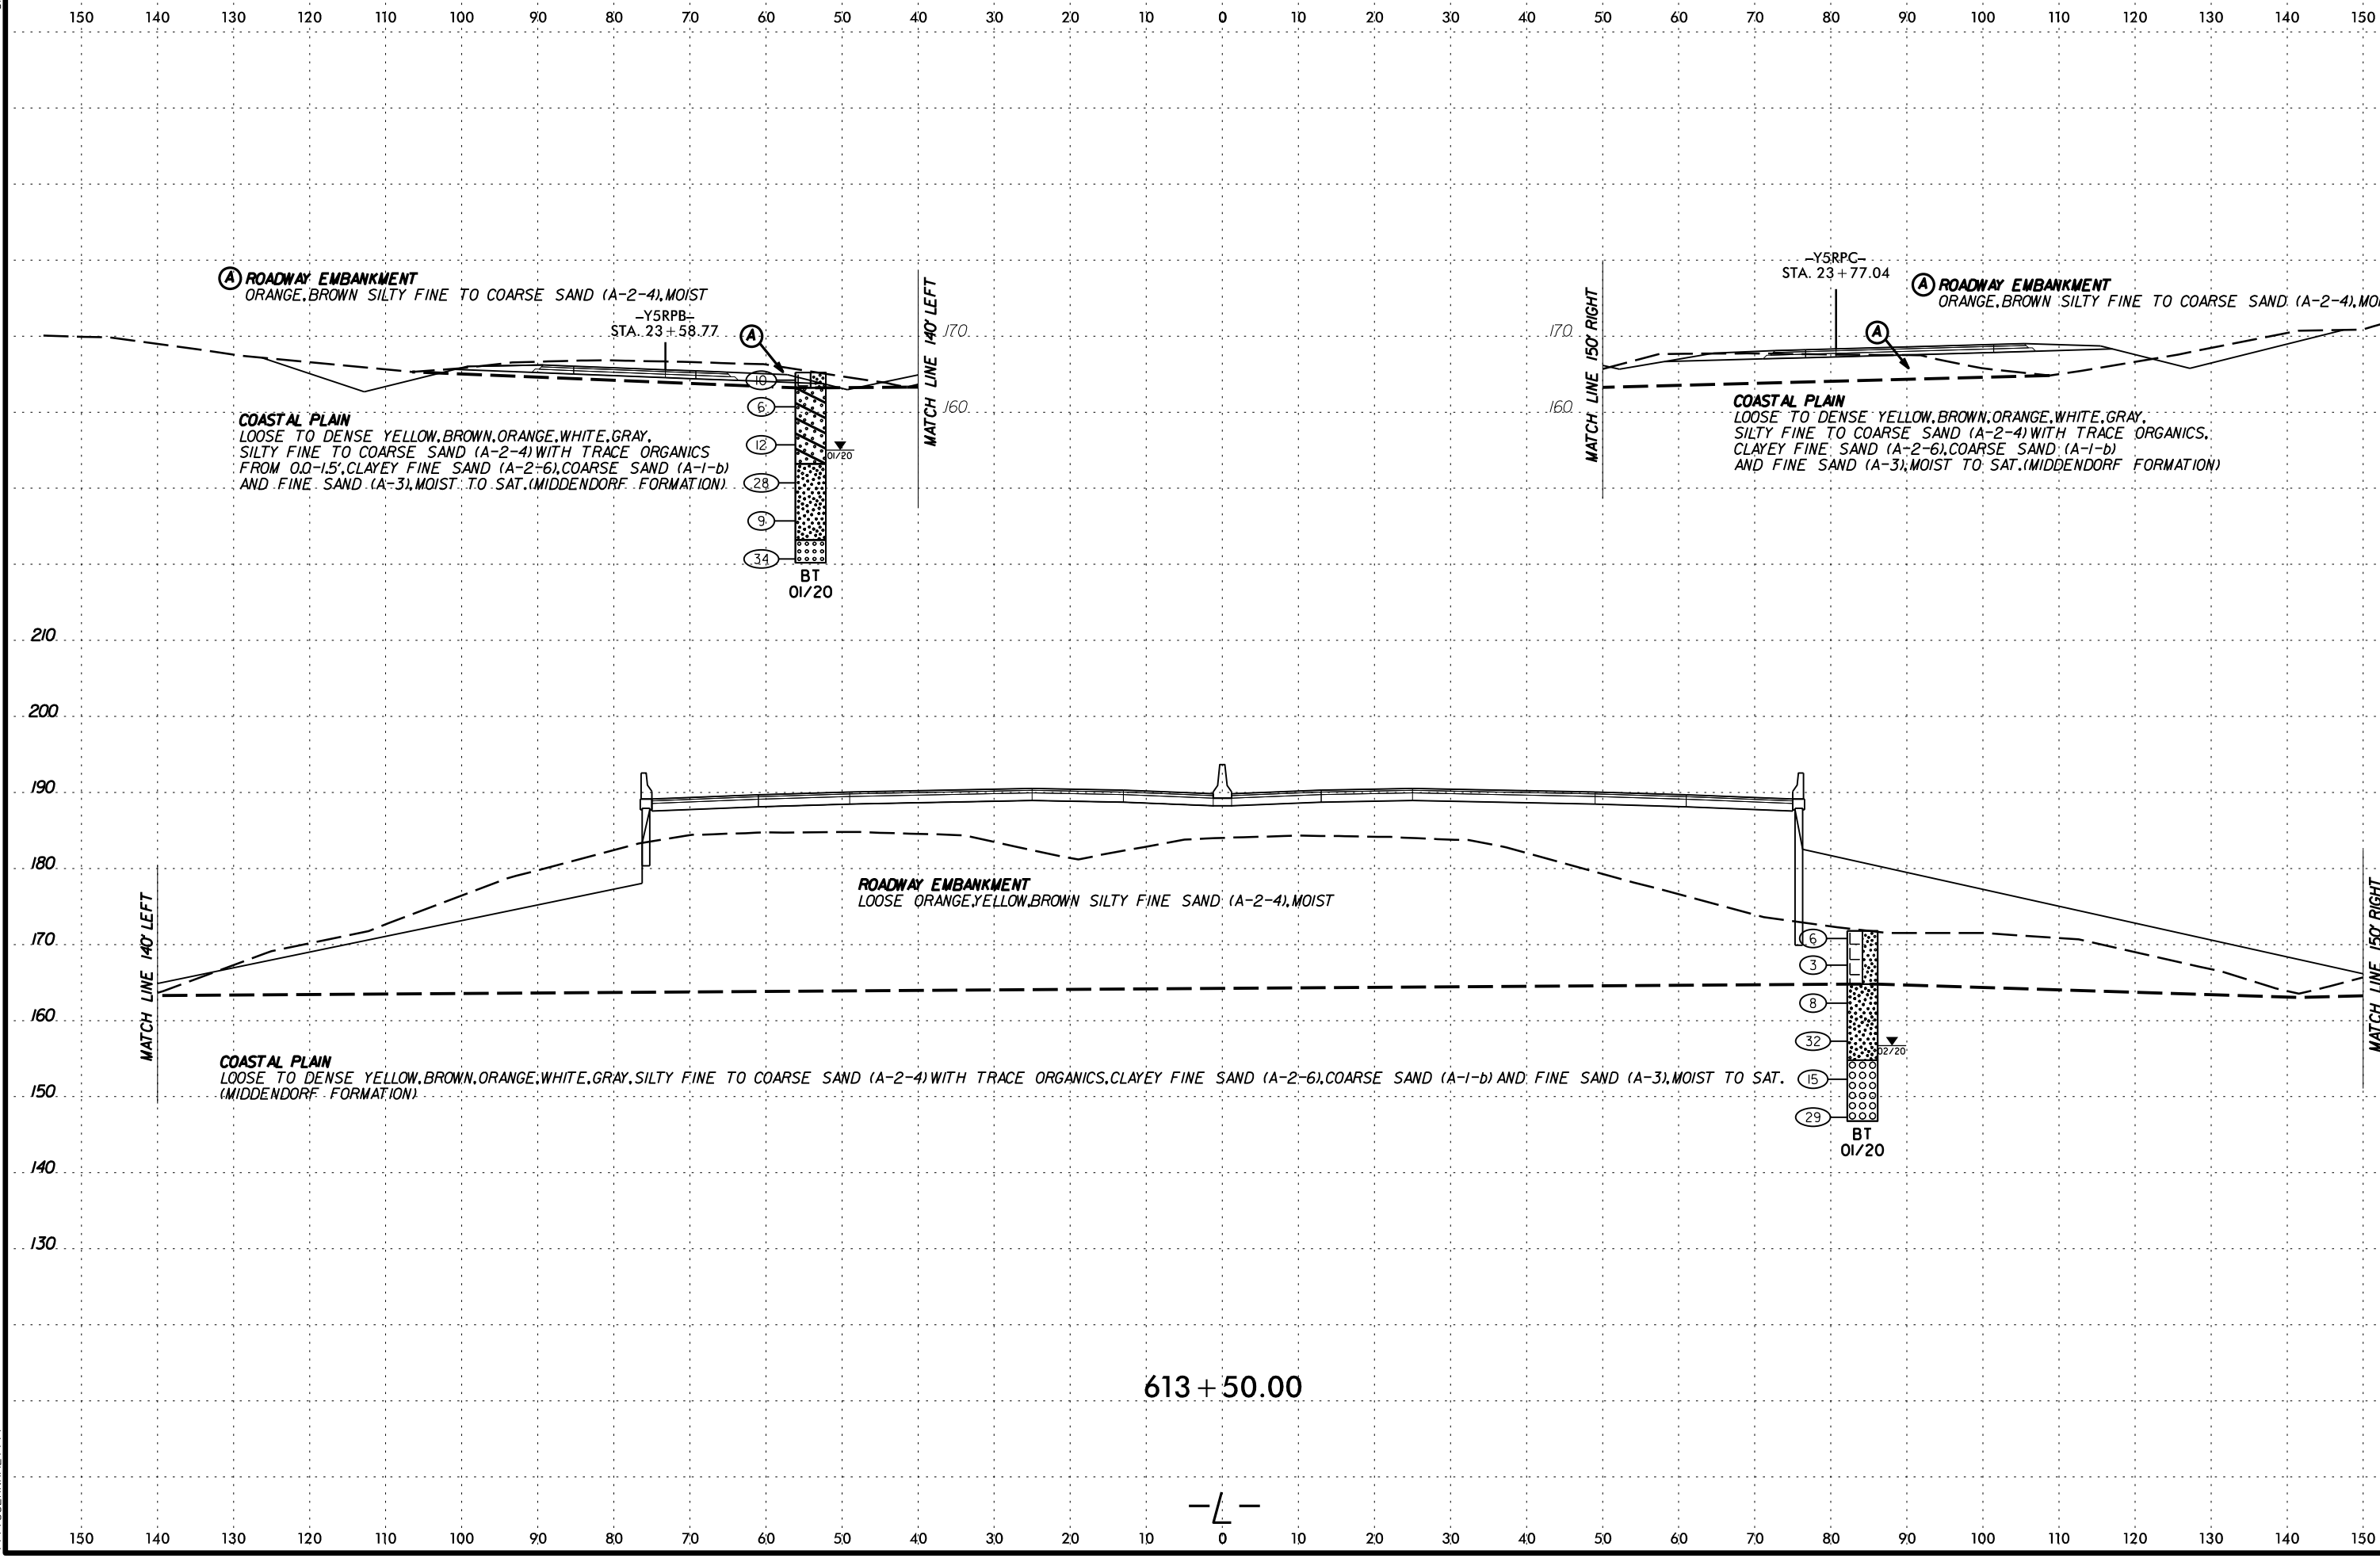 150 140 130 120 110 100 90 80 70 60 50 40 30 20 10 0 10 20 30 40 50 60 70 80 90 100 110 120 130 140 150
A ROADWAY EMBANKMENT
ORANGE,BROWN SILTY FINE TO COARSE SAND (A-2-4),MOIST
-Y5RPB-
STA. 23+58.77
A
170
160
MATCH LINE 140' LEFT
COASTAL PLAIN
LOOSE TO DENSE YELLOW,BROWN,ORANGE,WHITE,GRAY,
SILTY FINE TO COARSE SAND (A-2-4) WITH TRACE ORGANICS
FROM 0.0-1.5',CLAYEY FINE SAND (A-2-6),COARSE SAND (A-1-b)
AND FINE SAND (A-3),MOIST TO SAT.(MIDDENDORF FORMATION)
10
6
12
01/20
28
9
34
BT
01/20
-Y5RPC-
STA. 23+77.04
A ROADWAY EMBANKMENT
ORANGE,BROWN SILTY FINE TO COARSE SAND (A-2-4),MOI
A
170
160
MATCH LINE 150' RIGHT
COASTAL PLAIN
LOOSE TO DENSE YELLOW,BROWN,ORANGE,WHITE,GRAY,
SILTY FINE TO COARSE SAND (A-2-4) WITH TRACE ORGANICS,
CLAYEY FINE SAND (A-2-6),COARSE SAND (A-1-b)
AND FINE SAND (A-3),MOIST TO SAT.(MIDDENDORF FORMATION)
210
200
190
180
170
160
150
140
130
MATCH LINE 140' LEFT
ROADWAY EMBANKMENT
LOOSE ORANGE,YELLOW,BROWN SILTY FINE SAND (A-2-4),MOIST
COASTAL PLAIN
LOOSE TO DENSE YELLOW,BROWN,ORANGE,WHITE,GRAY,SILTY FINE TO COARSE SAND (A-2-4) WITH TRACE ORGANICS,CLAYEY FINE SAND (A-2-6),COARSE SAND (A-1-b) AND FINE SAND (A-3),MOIST TO SAT.
(MIDDENDORF FORMATION)
6
3
8
32
02/20
15
29
BT
01/20
MATCH LINE 150' RIGHT
613+50.00
-L-
150 140 130 120 110 100 90 80 70 60 50 40 30 20 10 0 10 20 30 40 50 60 70 80 90 100 110 120 130 140 150